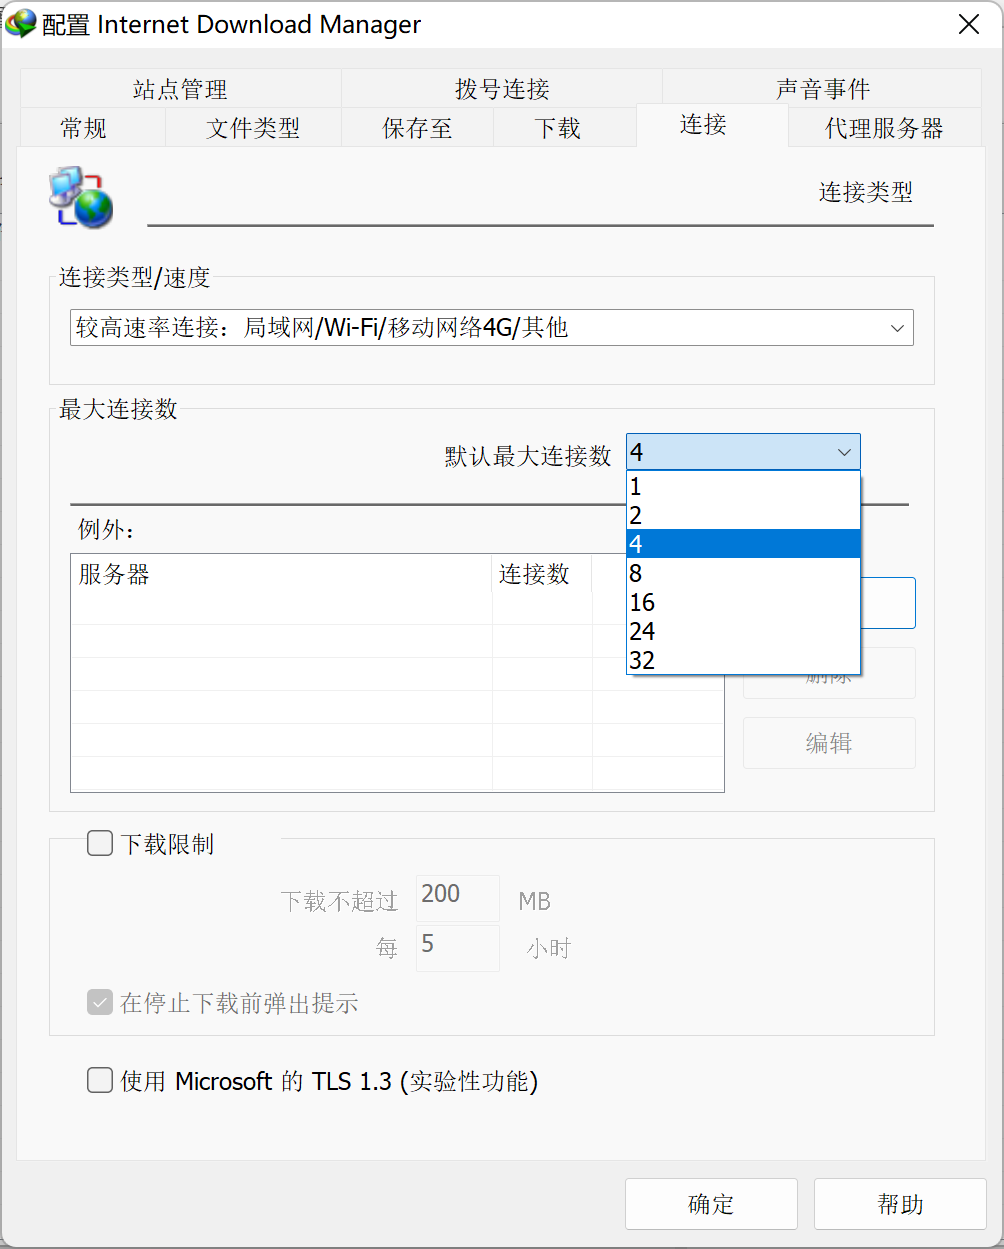 配置 Internet Download Manager
站点管理 拨号连接 声音事件
常规 文件类型 保存至 下载 连接 代理服务器
连接类型
连接类型/速度
较高速率连接：局域网/Wi-Fi/移动网络4G/其他
最大连接数
默认最大连接数 4
1
2
4
8
16
24
32
例外：
服务器 连接数
删除
编辑
下载限制
下载不超过 200 MB
每 5 小时
在停止下载前弹出提示
使用 Microsoft 的 TLS 1.3 (实验性功能)
确定 帮助